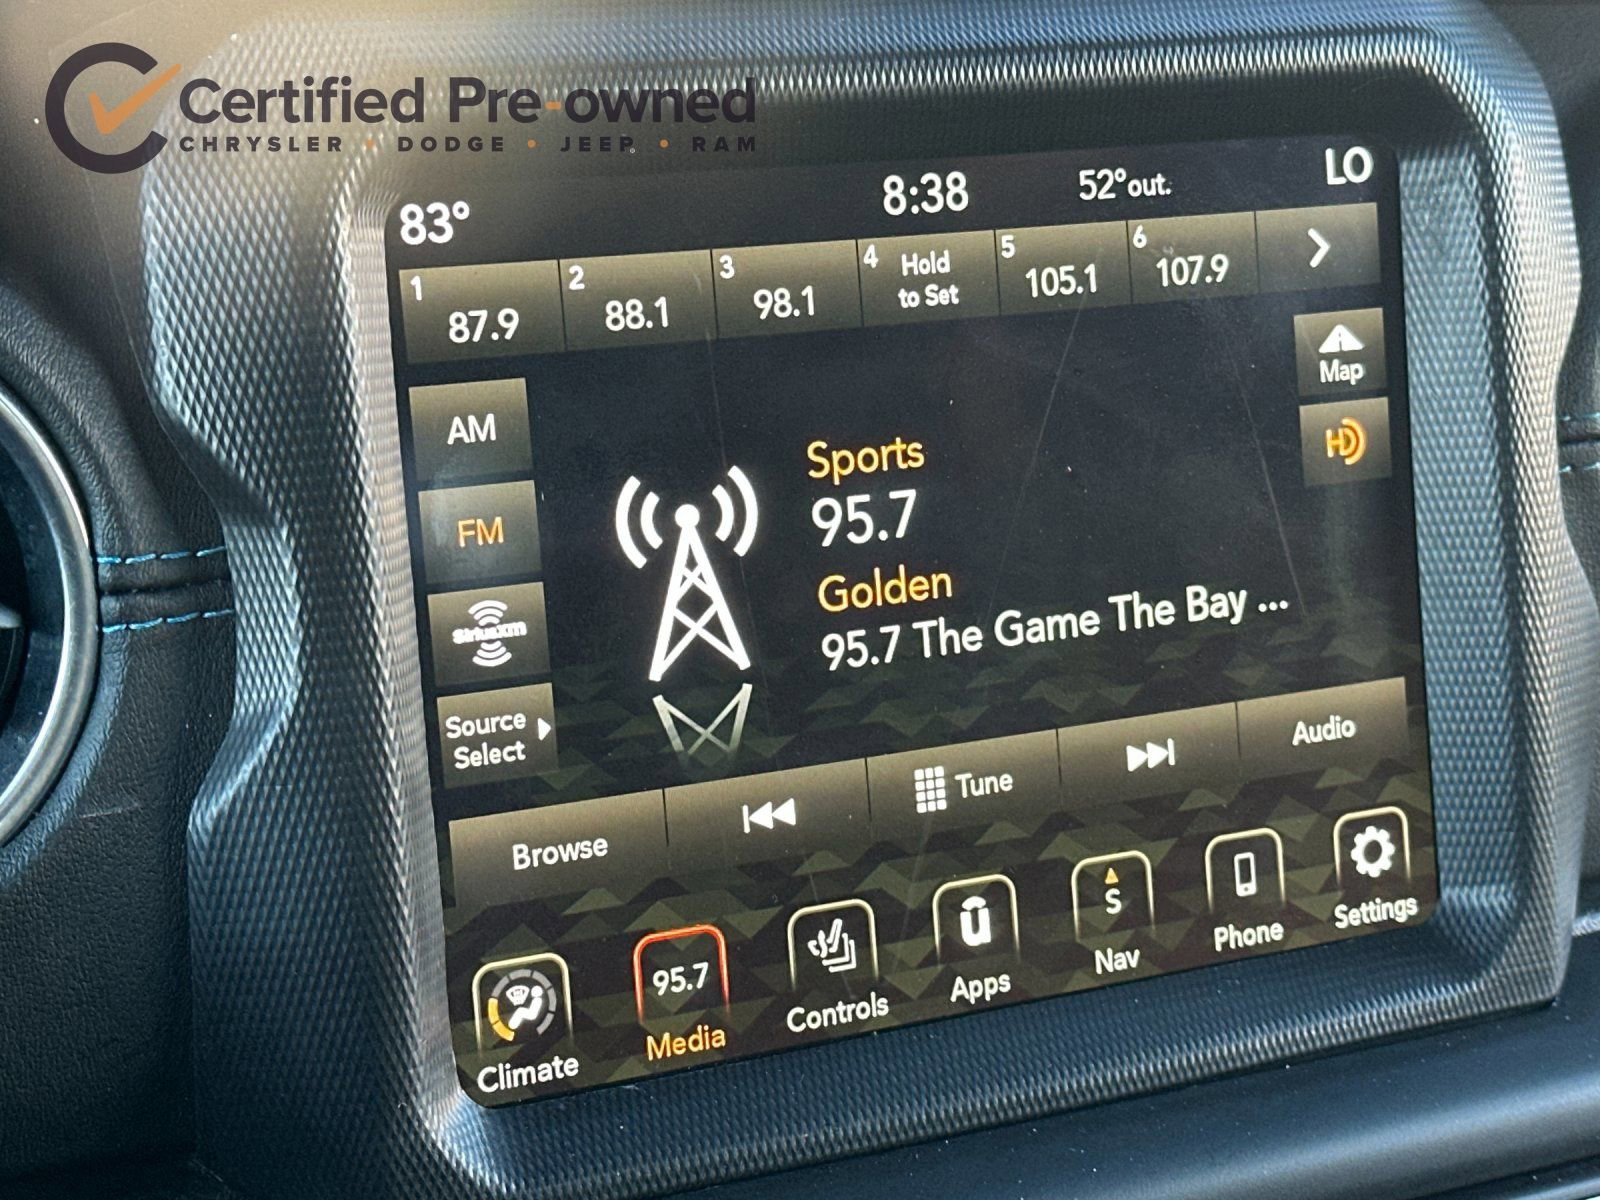 Certified Pre-owned
CHRYSLER • DODGE • JEEP • RAM
83° 8:38 52°out. LO
1 87.9
2 88.1
3 98.1
4 Hold
to Set
5 105.1
6 107.9
Map
HD
AM
FM
siriusxm
Source
Select
Sports
95.7
Golden
95.7 The Game The Bay ...
Browse
Tune
Audio
95.7
S
Climate
Media
Controls
Apps
Nav
Phone
Settings